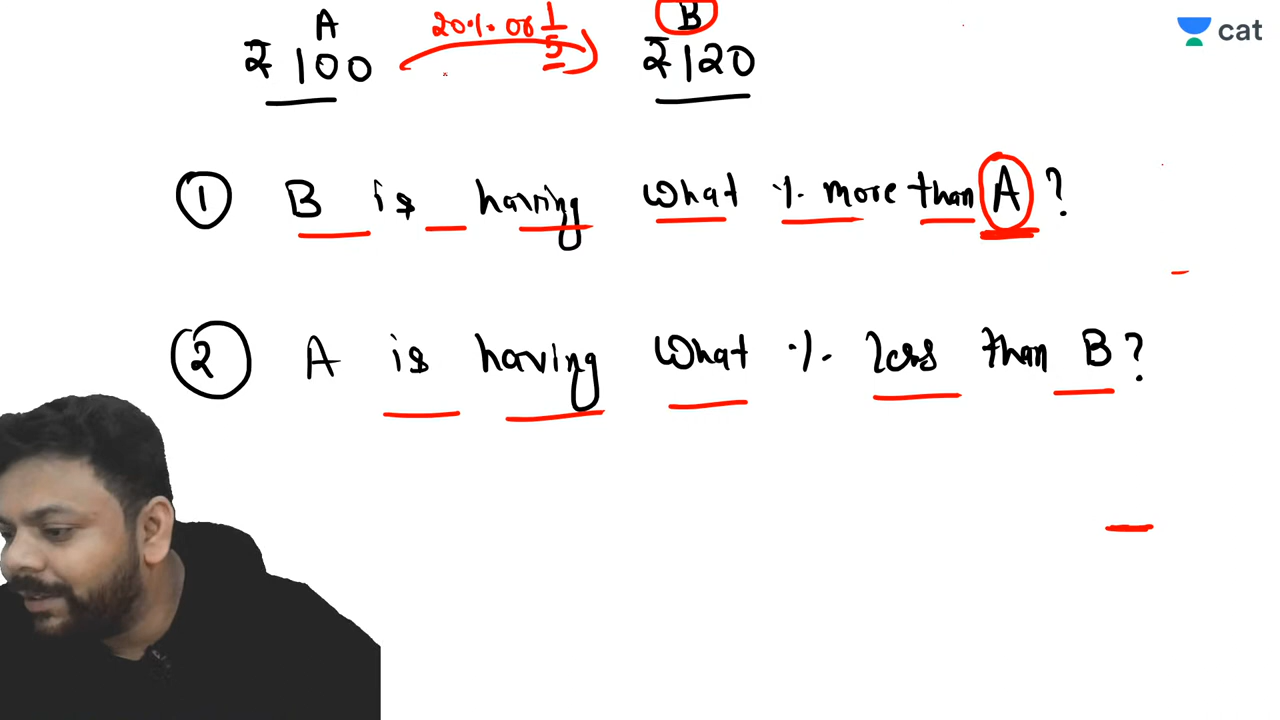 A 20% or 1/5 B
₹ 100 ₹ 120
cat
1 B is having what % more than A?
2 A is having what % less than B?